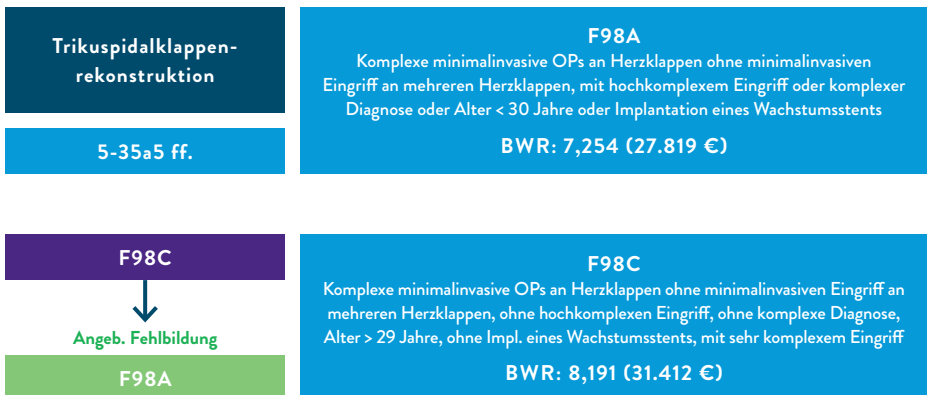 Trikuspidalklappen-
rekonstruktion
5-35a5 ff.
F98A
Komplexe minimalinvasive OPs an Herzklappen ohne minimalinvasiven
Eingriff an mehreren Herzklappen, mit hochkomplexem Eingriff oder komplexer
Diagnose oder Alter < 30 Jahre oder Implantation eines Wachstumsstents
BWR: 7,254 (27.819 €)
F98C
Angeb. Fehlbildung
F98A
F98C
Komplexe minimalinvasive OPs an Herzklappen ohne minimalinvasiven Eingriff an
mehreren Herzklappen, ohne hochkomplexen Eingriff, ohne komplexe Diagnose,
Alter > 29 Jahre, ohne Impl. eines Wachstumsstents, mit sehr komplexem Eingriff
BWR: 8,191 (31.412 €)